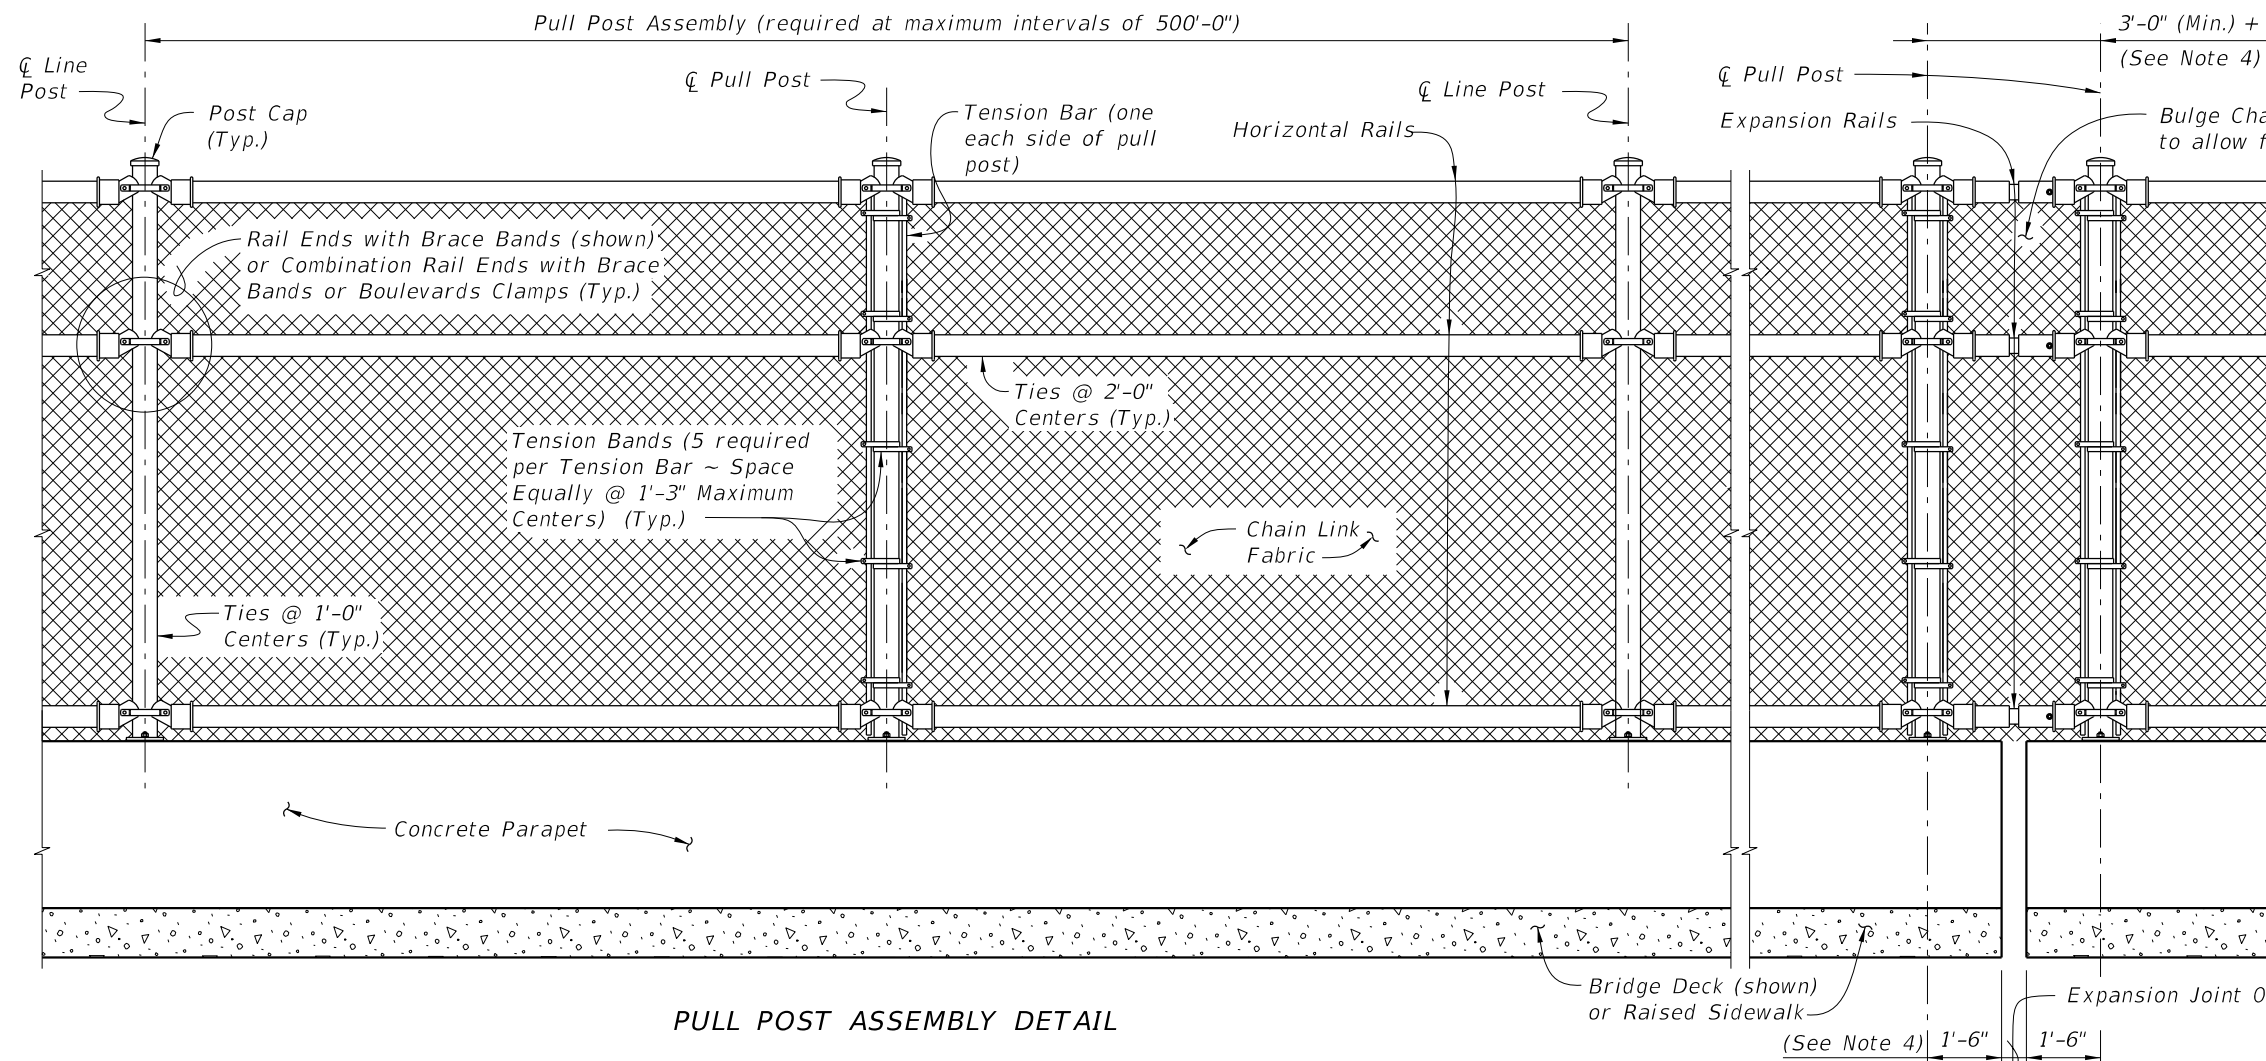 Pull Post Assembly (required at maximum intervals of 500'-0")
3'-0" (Min.) +
(See Note 4)
℄ Line
Post
Post Cap
(Typ.)
℄ Pull Post
Tension Bar (one
each side of pull
post)
Horizontal Rails
℄ Line Post
℄ Pull Post
Expansion Rails
Bulge Cha
to allow f
Rail Ends with Brace Bands (shown)
or Combination Rail Ends with Brace
Bands or Boulevards Clamps (Typ.)
Ties @ 2'-0"
Centers (Typ.)
Tension Bands (5 required
per Tension Bar ~ Space
Equally @ 1'-3" Maximum
Centers) (Typ.)
Chain Link
Fabric
Ties @ 1'-0"
Centers (Typ.)
Concrete Parapet
Bridge Deck (shown)
or Raised Sidewalk
Expansion Joint O
PULL POST ASSEMBLY DETAIL
(See Note 4) 1'-6" 1'-6"